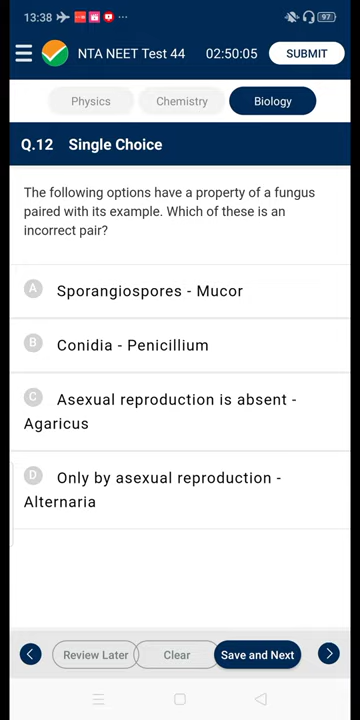 13:38 97
NTA NEET Test 44 02:50:05 SUBMIT
Physics Chemistry Biology
Q.12 Single Choice
The following options have a property of a fungus
paired with its example. Which of these is an
incorrect pair?
A Sporangiospores - Mucor
B Conidia - Penicillium
C Asexual reproduction is absent -
Agaricus
D Only by asexual reproduction -
Alternaria
Review Later Clear Save and Next